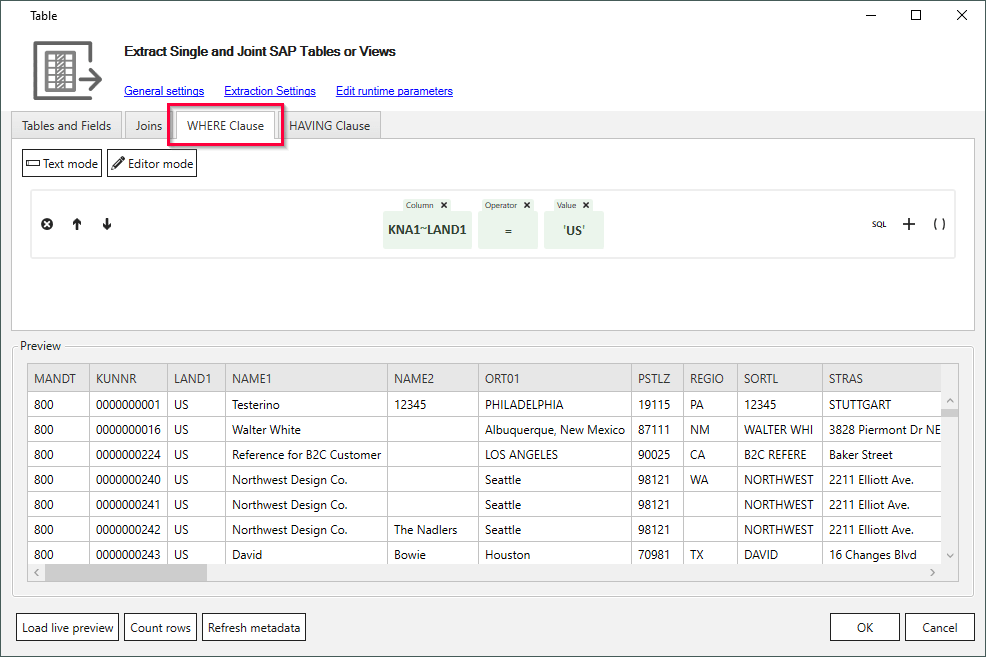 Table
Extract Single and Joint SAP Tables or Views
General settings Extraction Settings Edit runtime parameters
Tables and Fields Joins WHERE Clause HAVING Clause
Text mode Editor mode
Column Operator Value
KNA1~LAND1 = 'US' SQL + ( )
Preview
MANDT KUNNR LAND1 NAME1 NAME2 ORT01 PSTLZ REGIO SORTL STRAS
800 0000000001 US Testerino 12345 PHILADELPHIA 19115 PA 12345 STUTTGART
800 0000000016 US Walter White Albuquerque, New Mexico 87111 NM WALTER WHI 3828 Piermont Dr NE
800 0000000224 US Reference for B2C Customer LOS ANGELES 90025 CA B2C REFERE Baker Street
800 0000000240 US Northwest Design Co. Seattle 98121 WA NORTHWEST 2211 Elliott Ave.
800 0000000241 US Northwest Design Co. Seattle 98121 NORTHWEST 2211 Elliot Ave.
800 0000000242 US Northwest Design Co. The Nadlers Seattle 98121 NORTHWEST 2211 Elliott Ave.
800 0000000243 US David Bowie Houston 70981 TX DAVID 16 Changes Blvd
Load live preview Count rows Refresh metadata OK Cancel